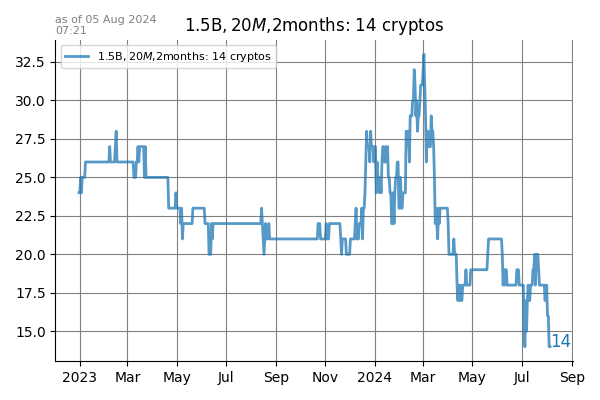 as of 05 Aug 2024
07:21
1.5B, 20M,2months: 14 cryptos
1.5B, 20M,2months: 14 cryptos
32.5
30.0
27.5
25.0
22.5
20.0
17.5
15.0
14
2023 Mar May Jul Sep Nov 2024 Mar May Jul Sep